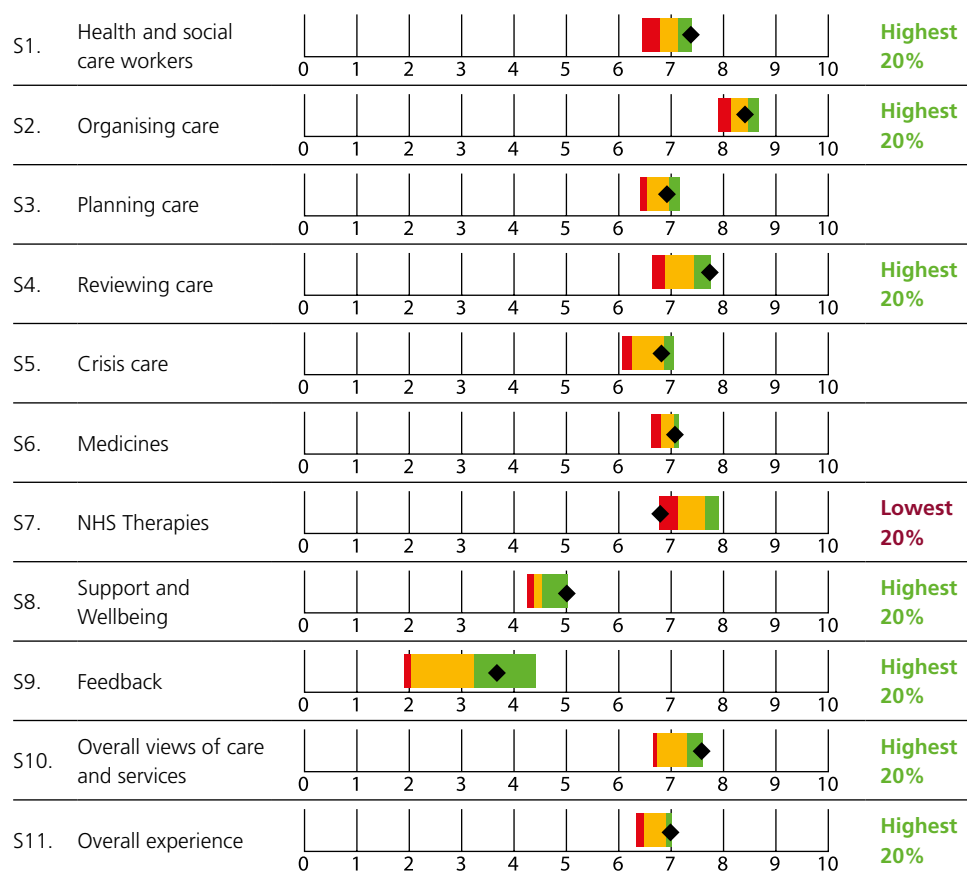 S1. Health and social care workers Highest 20%
0 1 2 3 4 5 6 7 8 9 10
S2. Organising care Highest 20%
0 1 2 3 4 5 6 7 8 9 10
S3. Planning care
0 1 2 3 4 5 6 7 8 9 10
S4. Reviewing care Highest 20%
0 1 2 3 4 5 6 7 8 9 10
S5. Crisis care
0 1 2 3 4 5 6 7 8 9 10
S6. Medicines
0 1 2 3 4 5 6 7 8 9 10
S7. NHS Therapies Lowest 20%
0 1 2 3 4 5 6 7 8 9 10
S8. Support and Wellbeing Highest 20%
0 1 2 3 4 5 6 7 8 9 10
S9. Feedback Highest 20%
0 1 2 3 4 5 6 7 8 9 10
S10. Overall views of care and services Highest 20%
0 1 2 3 4 5 6 7 8 9 10
S11. Overall experience Highest 20%
0 1 2 3 4 5 6 7 8 9 10